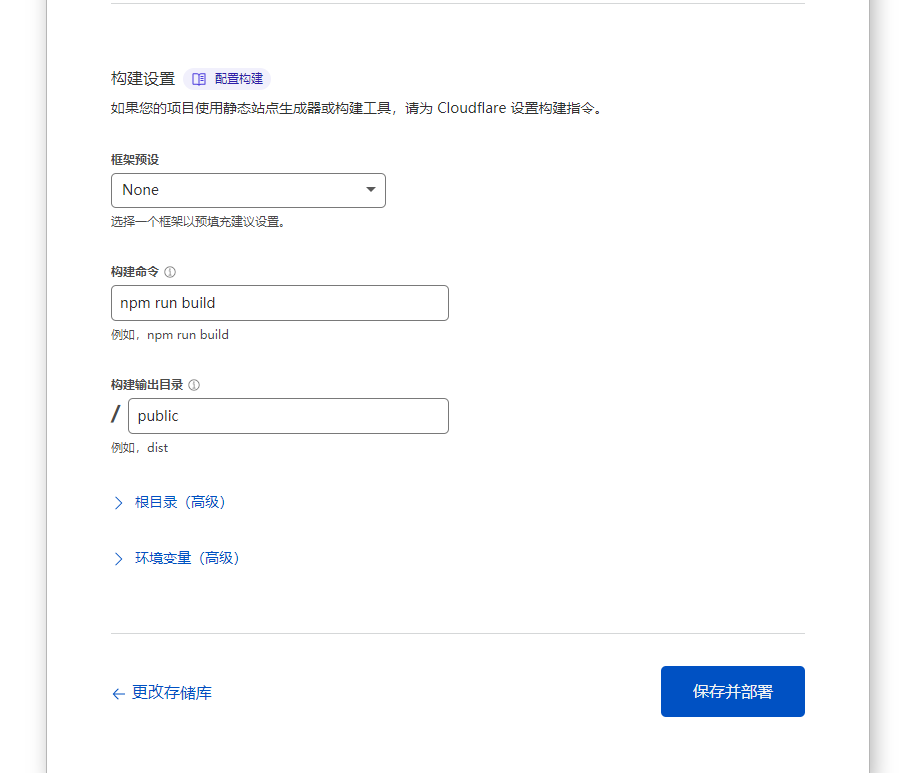 构建设置 配置构建
如果您的项目使用静态站点生成器或构建工具，请为 Cloudflare 设置构建指令。
框架预设
None
选择一个框架以预填充建议设置。
构建命令
npm run build
例如，npm run build
构建输出目录
/ public
例如，dist
根目录（高级）
环境变量（高级）
← 更改存储库
保存并部署